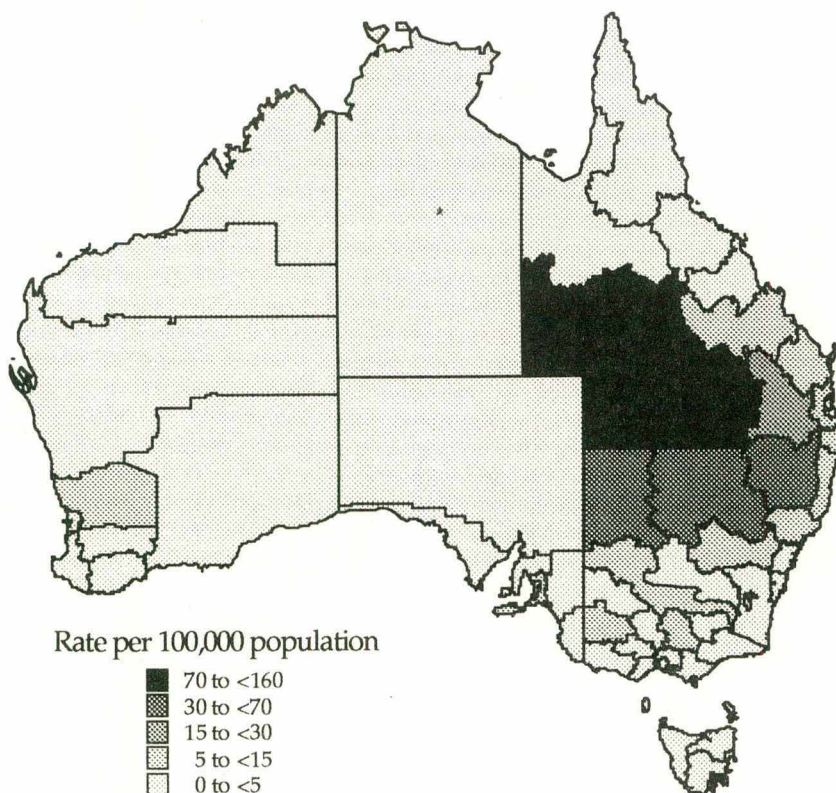 Rate per 100,000 population
70 to <160
30 to <70
15 to <30
5 to <15
0 to <5